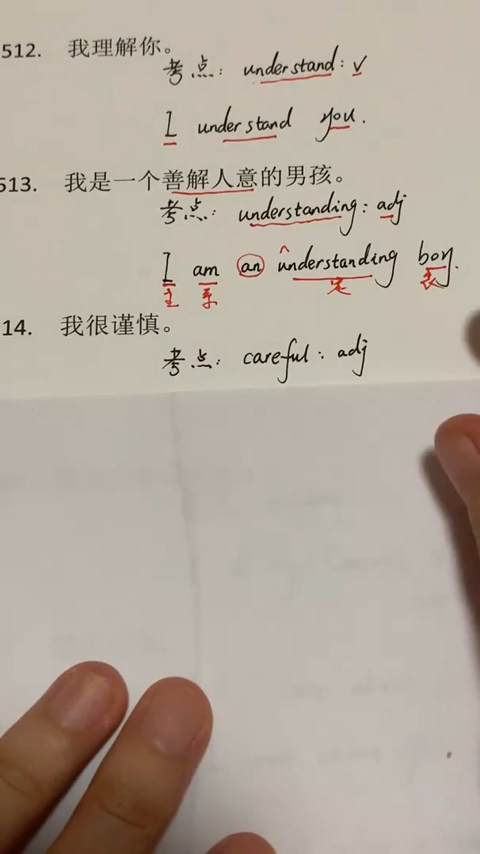 512. 我理解你。
考点：understand：v
I understand you.
513. 我是一个善解人意的男孩。
考点：understanding：adj
I am an understanding boy.
主 系 定 表
14. 我很谨慎。
考点：careful：adj